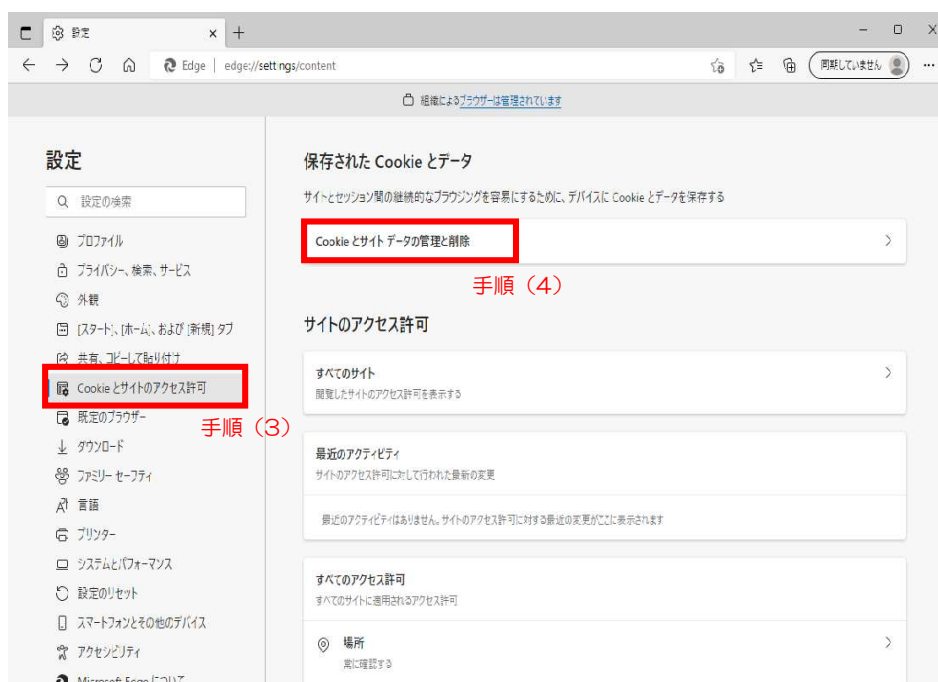 設定
Edge edge://settings/content
同期していません
組織によるブラウザーは管理されています
設定
設定の検索
プロファイル
プライバシー、検索、サービス
外観
[スタート]、[ホーム]、および [新規] タブ
共有、コピーして貼り付け
Cookie とサイトのアクセス許可
手順（3）
既定のブラウザー
ダウンロード
ファミリー セーフティ
言語
プリンター
システムとパフォーマンス
設定のリセット
スマートフォンとその他のデバイス
アクセシビリティ
Microsoft Edge について
保存された Cookie とデータ
サイトとセッション間の継続的なブラウジングを容易にするために、デバイスに Cookie とデータを保存する
Cookie とサイト データの管理と削除
手順（4）
サイトのアクセス許可
すべてのサイト
閲覧したサイトのアクセス許可を表示する
最近のアクティビティ
サイトのアクセス許可に対して行われた最新の変更
最近のアクティビティはありません。サイトのアクセス許可に対する最近の変更がここに表示されます
すべてのアクセス許可
すべてのサイトに適用されるアクセス許可
場所
常に確認する